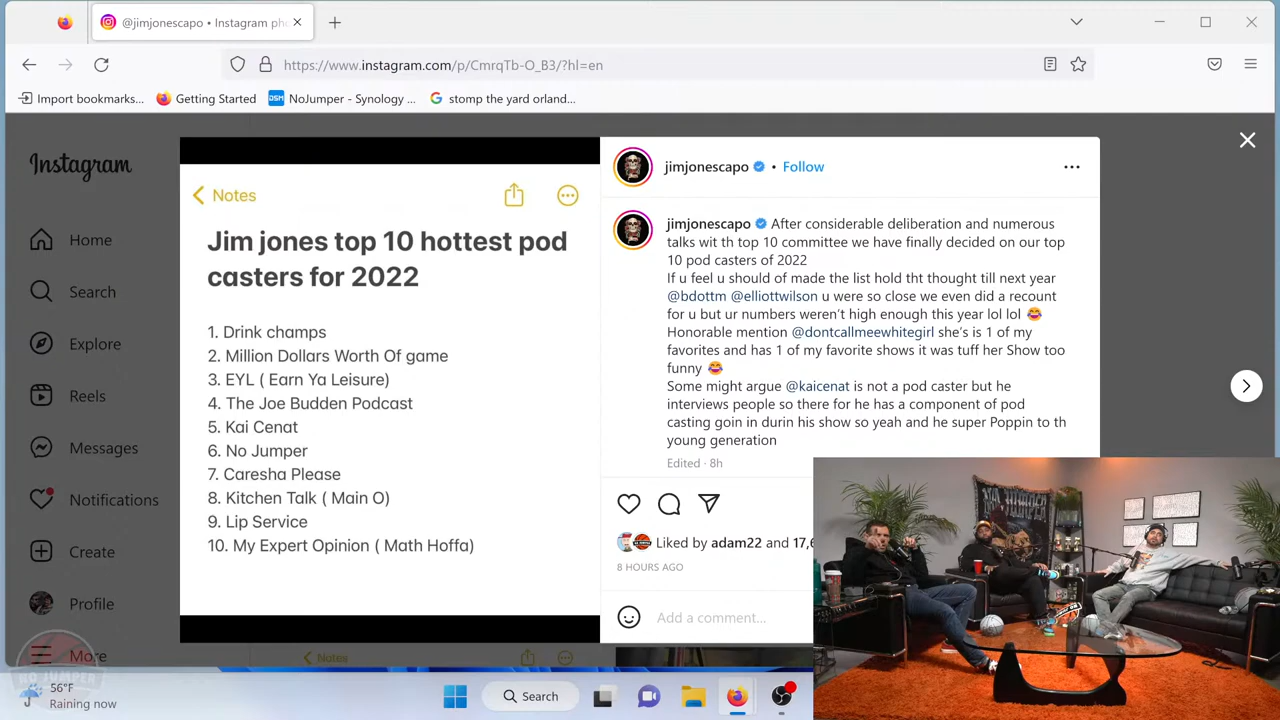 @jimjonescapo • Instagram pho
https://www.instagram.com/p/CmrqTb-O_B3/?hl=en
Import bookmarks...
Getting Started
DSM
NoJumper - Synology ...
stomp the yard orland...
Instagram
Home
Search
Explore
Reels
Messages
Notifications
Create
Profile
More
Notes
Jim jones top 10 hottest pod
casters for 2022
1. Drink champs
2. Million Dollars Worth Of game
3. EYL ( Earn Ya Leisure)
4. The Joe Budden Podcast
5. Kai Cenat
6. No Jumper
7. Caresha Please
8. Kitchen Talk ( Main O)
9. Lip Service
10. My Expert Opinion ( Math Hoffa)
jimjonescapo • Follow
jimjonescapo After considerable deliberation and numerous
talks wit th top 10 committee we have finally decided on our top
10 pod casters of 2022
If u feel u should of made the list hold tht thought till next year
@bdottm @elliottwilson u were so close we even did a recount
for u but ur numbers weren't high enough this year lol lol 😂
Honorable mention @dontcallmeewhitegirl she's is 1 of my
favorites and has 1 of my favorite shows it was tuff her Show too
funny 😂
Some might argue @kaicenat is not a pod caster but he
interviews people so there for he has a component of pod
casting goin in durin his show so yeah and he super Poppin to th
young generation
Edited · 8h
Liked by adam22 and 17,6
8 HOURS AGO
Add a comment...
Notes
NO JUMPER
56°F
Raining now
Search